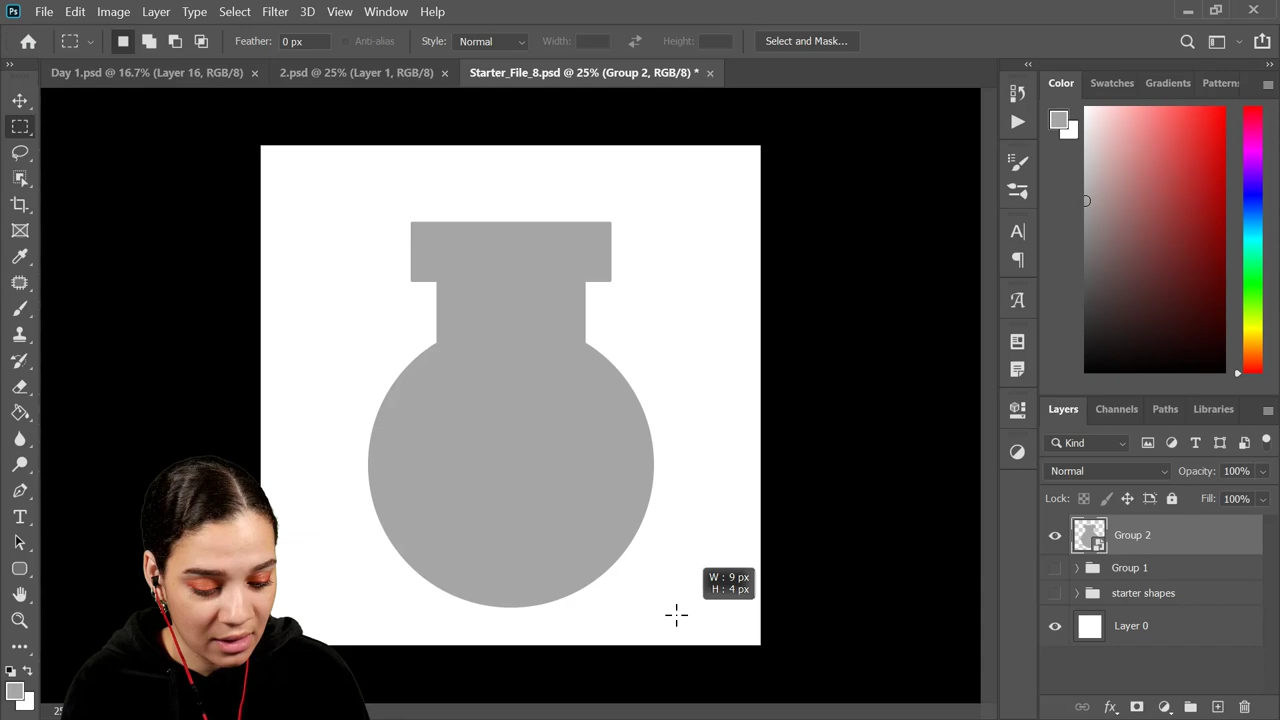 Ps File Edit Image Layer Type Select Filter 3D View Window Help
Feather: 0 px Anti-alias Style: Normal Width: Height: Select and Mask...
Day 1.psd @ 16.7% (Layer 16, RGB/8) × 2.psd @ 25% (Layer 1, RGB/8) × Starter_File_8.psd @ 25% (Group 2, RGB/8) * ×
Color Swatches Gradients Patterns
W : 9 px
H : 4 px
Layers Channels Paths Libraries
Kind
Normal Opacity: 100%
Lock: Fill: 100%
Group 2
Group 1
starter shapes
Layer 0